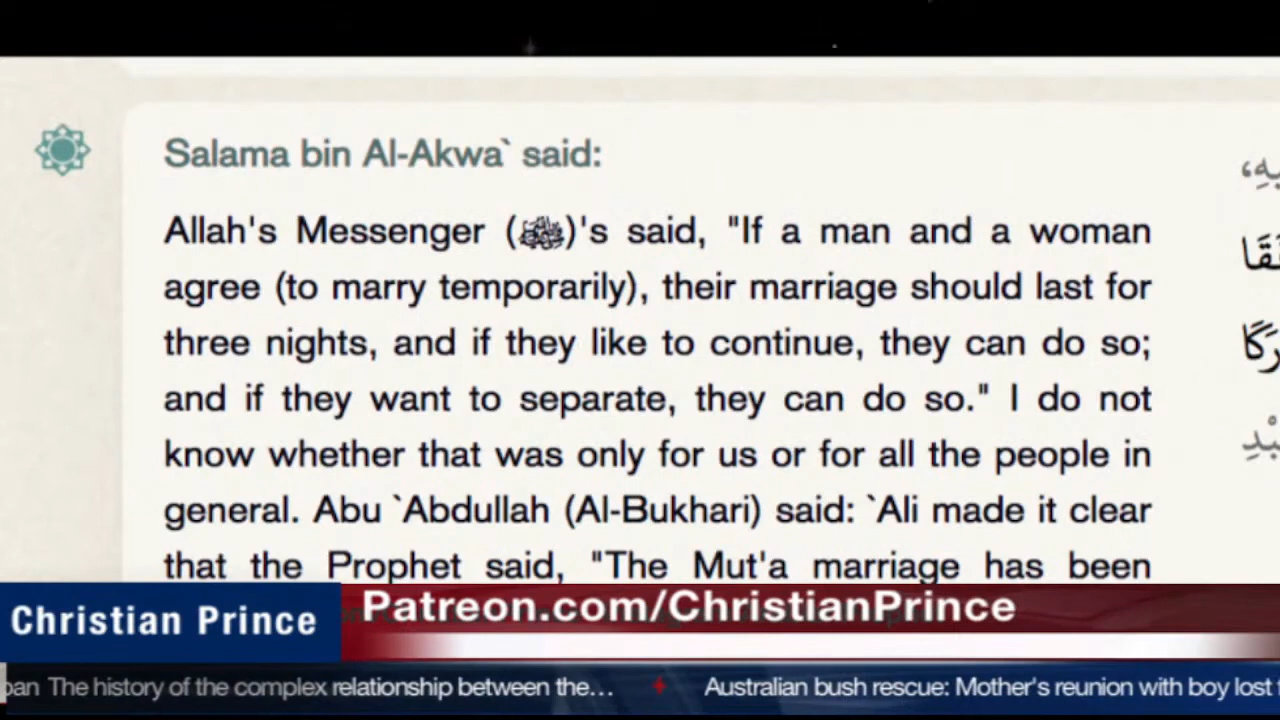 Salama bin Al-Akwa` said:
Allah's Messenger (ﷺ)'s said, "If a man and a woman
agree (to marry temporarily), their marriage should last for
three nights, and if they like to continue, they can do so;
and if they want to separate, they can do so." I do not
know whether that was only for us or for all the people in
general. Abu `Abdullah (Al-Bukhari) said: `Ali made it clear
that the Prophet said, "The Mut'a marriage has been
Christian Prince
Patreon.com/ChristianPrince
The history of the complex relationship between the... Australian bush rescue: Mother's reunion with boy lost